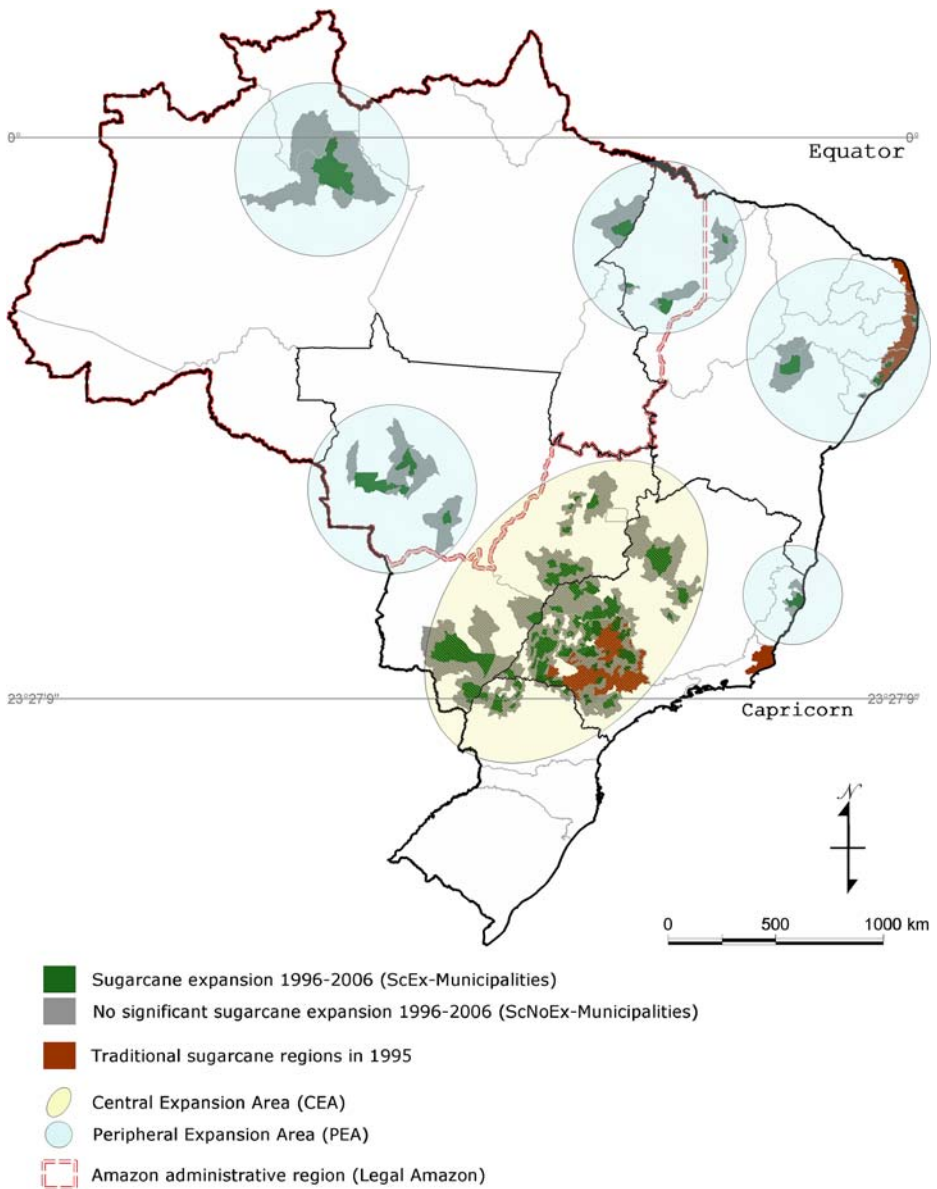 0°
0°
Equator
23°27'9"
23°27'9"
Capricorn
N
0 500 1000 km
Sugarcane expansion 1996-2006 (ScEx-Municipalities)
No significant sugarcane expansion 1996-2006 (ScNoEx-Municipalities)
Traditional sugarcane regions in 1995
Central Expansion Area (CEA)
Peripheral Expansion Area (PEA)
Amazon administrative region (Legal Amazon)